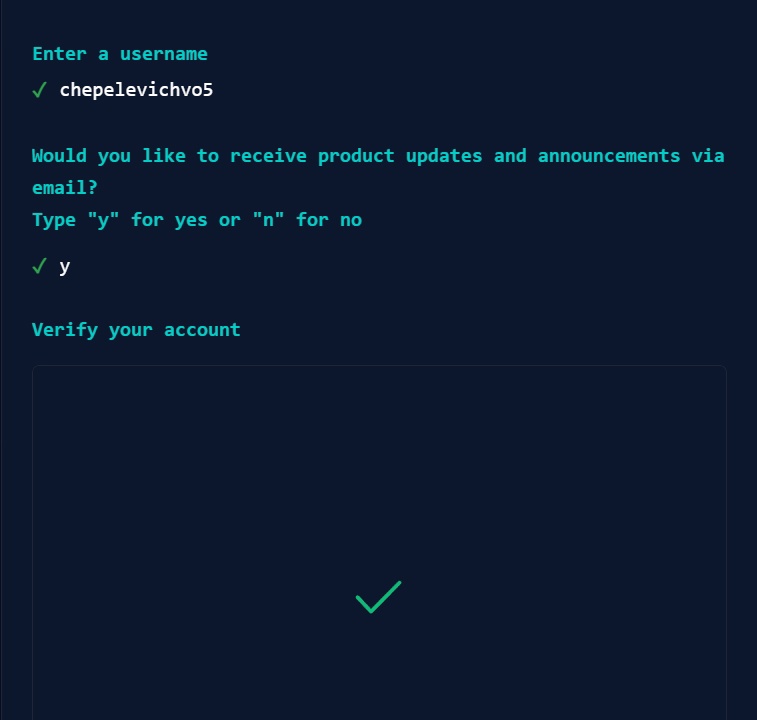 Enter a username
✓ chepelevichvo5
Would you like to receive product updates and announcements via
email?
Type "y" for yes or "n" for no
✓ y
Verify your account